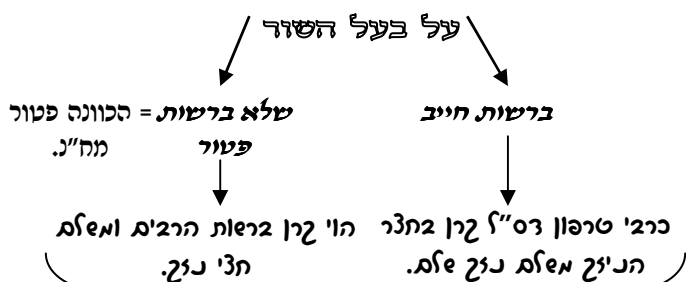 על בעל השור
ברשות חייב
שלא ברשות = הכוונה פטור
פטור מח"נ.
כרבי טרפון דס"ל קרן בחצר
הניזק משלם נזק שלם.
הוי קרן ברשות הרבים ומשלם
חצי נזק.